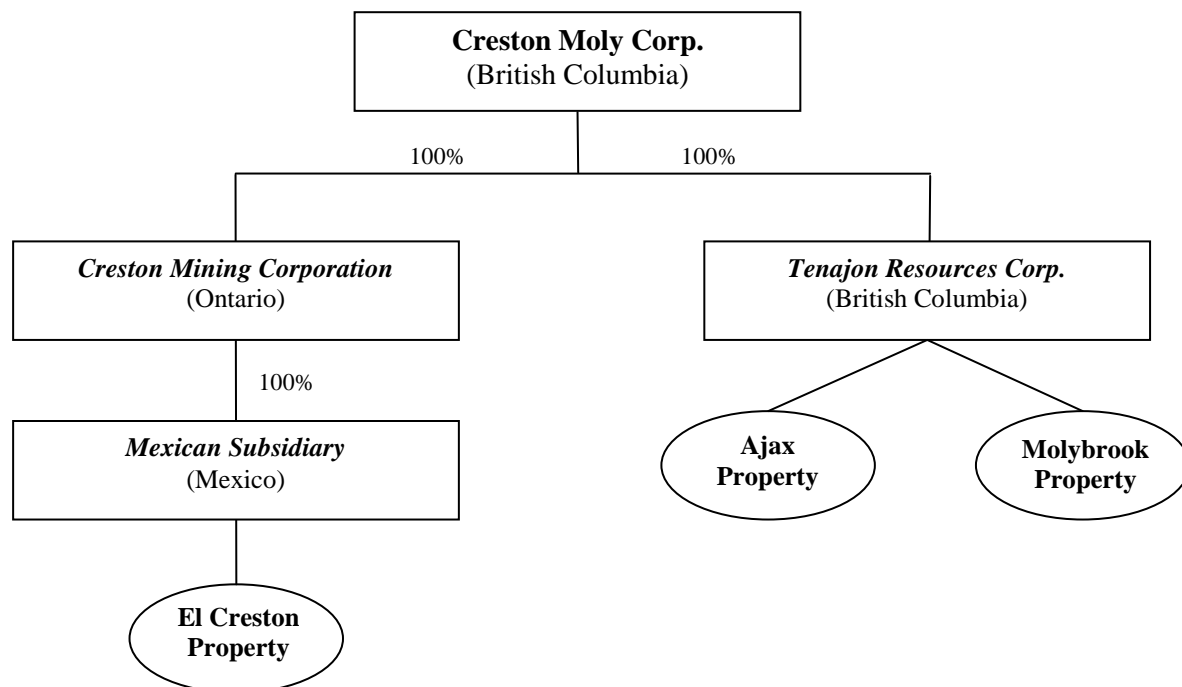 Creston Moly Corp.
(British Columbia)
100%
100%
Creston Mining Corporation
(Ontario)
Tenajon Resources Corp.
(British Columbia)
100%
Mexican Subsidiary
(Mexico)
Ajax
Property
Molybrook
Property
El Creston
Property